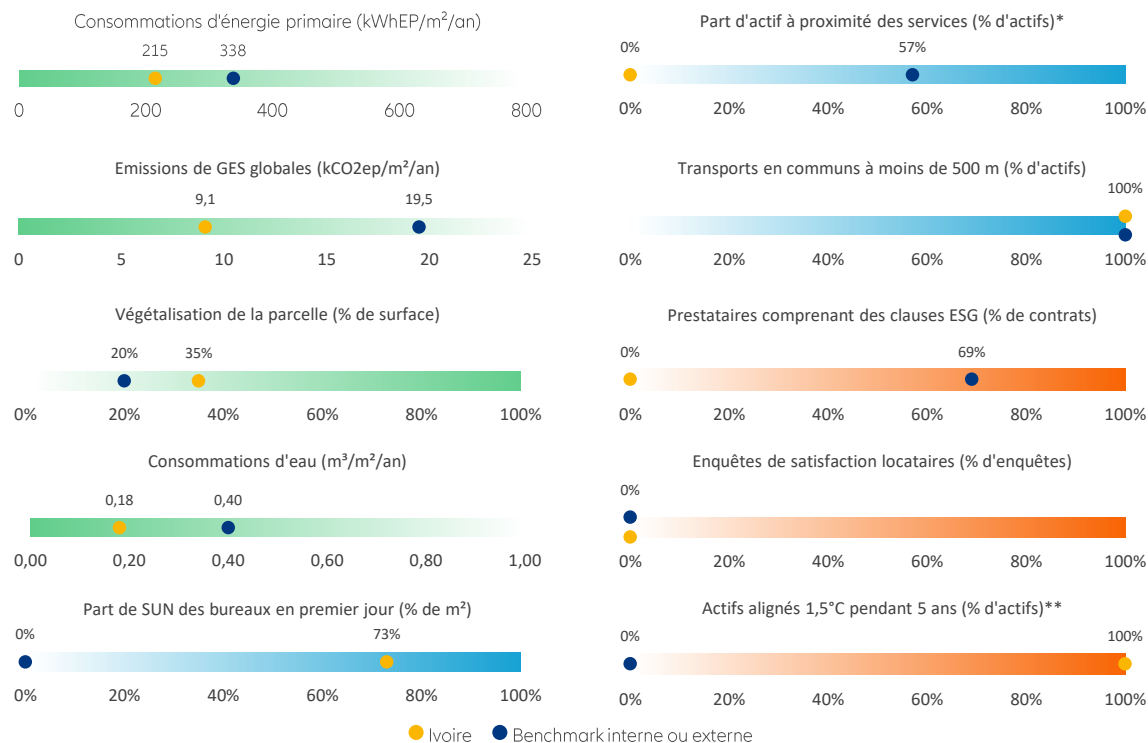 Consommations d'énergie primaire (kWhEP/m²/an)
215 338
0 200 400 600 800
Emissions de GES globales (kCO2ep/m²/an)
9,1 19,5
0 5 10 15 20 25
Végétalisation de la parcelle (% de surface)
20% 35%
0% 20% 40% 60% 80% 100%
Consommations d'eau (m³/m²/an)
0,18 0,40
0,00 0,20 0,40 0,60 0,80 1,00
Part de SUN des bureaux en premier jour (% de m²)
0% 73%
0% 20% 40% 60% 80% 100%
Part d'actif à proximité des services (% d'actifs)*
0% 57%
0% 20% 40% 60% 80% 100%
Transports en communs à moins de 500 m (% d'actifs)
100%
0% 20% 40% 60% 80% 100%
Prestataires comprenant des clauses ESG (% de contrats)
0% 69%
0% 20% 40% 60% 80% 100%
Enquêtes de satisfaction locataires (% d'enquêtes)
0%
0% 20% 40% 60% 80% 100%
Actifs alignés 1,5°C pendant 5 ans (% d'actifs)**
0% 100%
0% 20% 40% 60% 80% 100%
Ivoire Benchmark interne ou externe